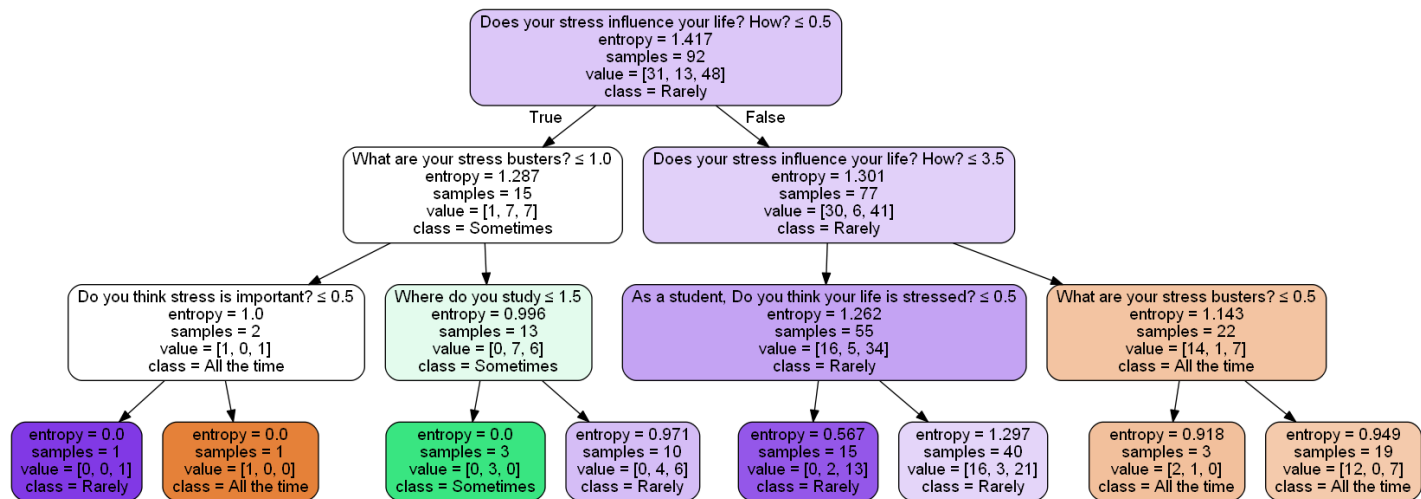 Does your stress influence your life? How? ≤ 0.5
entropy = 1.417
samples = 92
value = [31, 13, 48]
class = Rarely
True
False
What are your stress busters? ≤ 1.0
entropy = 1.287
samples = 15
value = [1, 7, 7]
class = Sometimes
Does your stress influence your life? How? ≤ 3.5
entropy = 1.301
samples = 77
value = [30, 6, 41]
class = Rarely
Do you think stress is important? ≤ 0.5
entropy = 1.0
samples = 2
value = [1, 0, 1]
class = All the time
Where do you study ≤ 1.5
entropy = 0.996
samples = 13
value = [0, 7, 6]
class = Sometimes
As a student, Do you think your life is stressed? ≤ 0.5
entropy = 1.262
samples = 55
value = [16, 5, 34]
class = Rarely
What are your stress busters? ≤ 0.5
entropy = 1.143
samples = 22
value = [14, 1, 7]
class = All the time
entropy = 0.0
samples = 1
value = [0, 0, 1]
class = Rarely
entropy = 0.0
samples = 1
value = [1, 0, 0]
class = All the time
entropy = 0.0
samples = 3
value = [0, 3, 0]
class = Sometimes
entropy = 0.971
samples = 10
value = [0, 4, 6]
class = Rarely
entropy = 0.567
samples = 15
value = [0, 2, 13]
class = Rarely
entropy = 1.297
samples = 40
value = [16, 3, 21]
class = Rarely
entropy = 0.918
samples = 3
value = [2, 1, 0]
class = All the time
entropy = 0.949
samples = 19
value = [12, 0, 7]
class = All the time